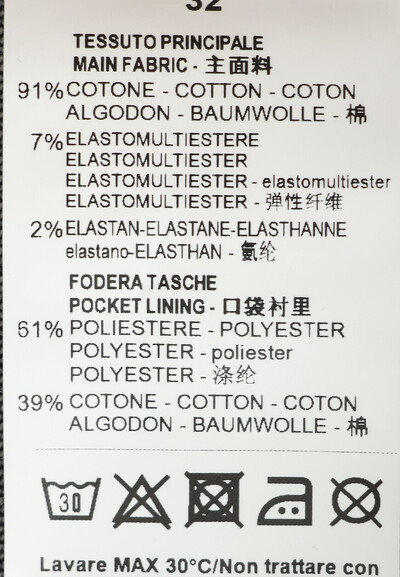 32
TESSUTO PRINCIPALE
MAIN FABRIC - 主面料
91% COTONE - COTTON - COTON
ALGODON - BAUMWOLLE - 棉
7% ELASTOMULTIESTERE
ELASTOMULTIESTER
ELASTOMULTIESTER - elastomultiester
ELASTOMULTIESTER - 弹性纤维
2% ELASTAN-ELASTANE-ELASTHANNE
elastano-ELASTHAN - 氨纶
FODERA TASCHE
POCKET LINING - 口袋衬里
61% POLIESTERE - POLYESTER
POLYESTER - poliester
POLYESTER - 涤纶
39% COTONE - COTTON - COTON
ALGODON - BAUMWOLLE - 棉
30
Lavare MAX 30°C/Non trattare con